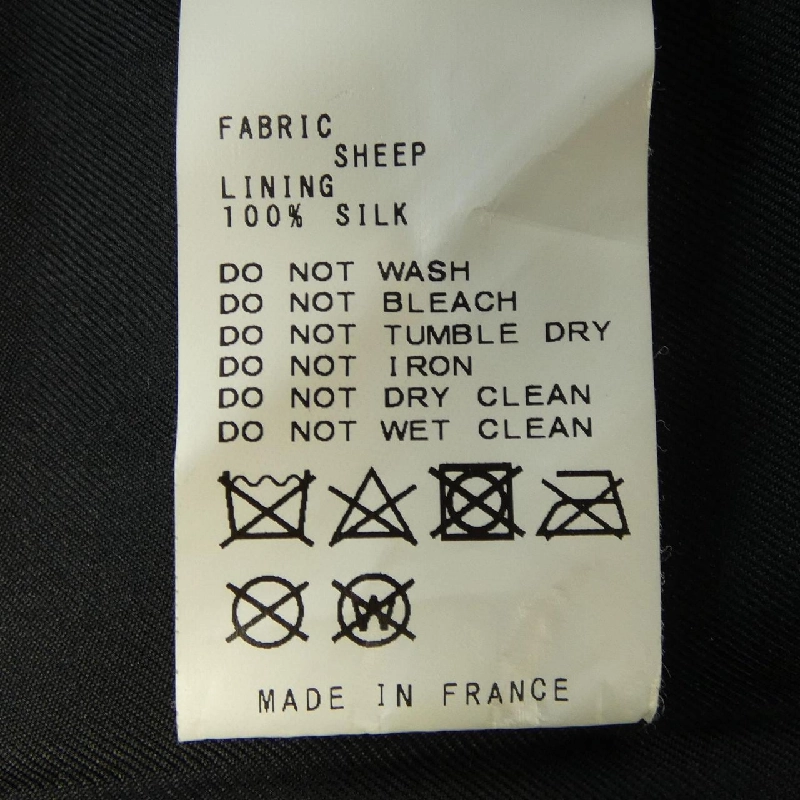 FABRIC
SHEEP
LINING
100% SILK
DO NOT WASH
DO NOT BLEACH
DO NOT TUMBLE DRY
DO NOT IRON
DO NOT DRY CLEAN
DO NOT WET CLEAN
W
MADE IN FRANCE